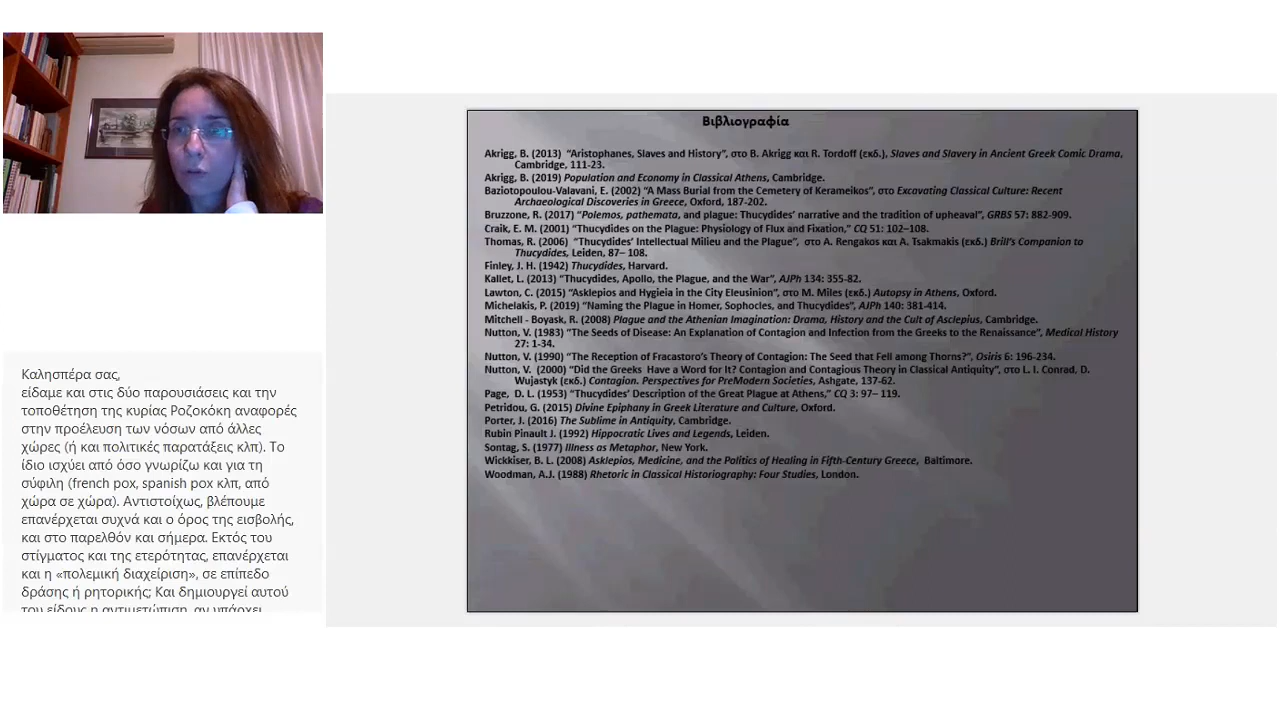 Βιβλιογραφία
Akrigg, B. (2013) “Aristophanes, Slaves and History”, στο B. Akrigg και R. Tordoff (εκδ.), Slaves and Slavery in Ancient Greek Comic Drama,
Cambridge, 111-23.
Akrigg, B. (2019) Population and Economy in Classical Athens, Cambridge.
Baziotopoulou-Valavani, E. (2002) “A Mass Burial from the Cemetery of Kerameikos”, στο Excavating Classical Culture: Recent
Archaeological Discoveries in Greece, Oxford, 187-202.
Bruzzone, R. (2017) “Polemos, pathemata, and plague: Thucydides’ narrative and the tradition of upheaval”, GRBS 57: 882-909.
Craik, E. M. (2001) “Thucydides on the Plague: Physiology of Flux and Fixation,” CQ 51: 102–108.
Thomas, R. (2006) “Thucydides’ Intellectual Milieu and the Plague”, στο A. Rengakos και A. Tsakmakis (εκδ.) Brill’s Companion to
Thucydides, Leiden, 87– 108.
Finley, J. H. (1942) Thucydides, Harvard.
Kallet, L. (2013) “Thucydides, Apollo, the Plague, and the War”, AJPh 134: 355-82.
Lawton, C. (2015) “Asklepios and Hygieia in the City Eleusinion”, στο M. Miles (εκδ.) Autopsy in Athens, Oxford.
Michelakis, P. (2019) “Naming the Plague in Homer, Sophocles, and Thucydides”, AJPh 140: 381-414.
Mitchell - Boyask, R. (2008) Plague and the Athenian Imagination: Drama, History and the Cult of Asclepius, Cambridge.
Nutton, V. (1983) “The Seeds of Disease: An Explanation of Contagion and Infection from the Greeks to the Renaissance”, Medical History
27: 1-34.
Nutton, V. (1990) “The Reception of Fracastoro’s Theory of Contagion: The Seed that Fell among Thorns?”, Osiris 6: 196-234.
Nutton, V. (2000) “Did the Greeks Have a Word for It? Contagion and Contagious Theory in Classical Antiquity”, στο L. I. Conrad, D.
Wujastyk (εκδ.) Contagion. Perspectives for PreModern Societies, Ashgate, 137-62.
Page, D. L. (1953) “Thucydides’ Description of the Great Plague at Athens,” CQ 3: 97– 119.
Petridou, G. (2015) Divine Epiphany in Greek Literature and Culture, Oxford.
Porter, J. (2016) The Sublime in Antiquity, Cambridge.
Rubin Pinault J. (1992) Hippocratic Lives and Legends, Leiden.
Sontag, S. (1977) Illness as Metaphor, New York.
Wickkiser, B. L. (2008) Asklepios, Medicine, and the Politics of Healing in Fifth-Century Greece, Baltimore.
Woodman, A.J. (1988) Rhetoric in Classical Historiography: Four Studies, London.
Καλησπέρα σας,
είδαμε και στις δύο παρουσιάσεις και την
τοποθέτηση της κυρίας Ροζοκόκη αναφορές
στην προέλευση των νόσων από άλλες
χώρες (ή και πολιτικές παρατάξεις κλπ). Το
ίδιο ισχύει από όσο γνωρίζω και για τη
σύφιλη (french pox, spanish pox κλπ, από
χώρα σε χώρα). Αντιστοίχως, βλέπουμε
επανέρχεται συχνά και ο όρος της εισβολής,
και στο παρελθόν και σήμερα. Εκτός του
στίγματος και της ετερότητας, επανέρχεται
και η «πολεμική διαχείριση», σε επίπεδο
δράσης ή ρητορικής; Και δημιουργεί αυτού
του είδους η αντιμετώπιση, αν υπάρχει